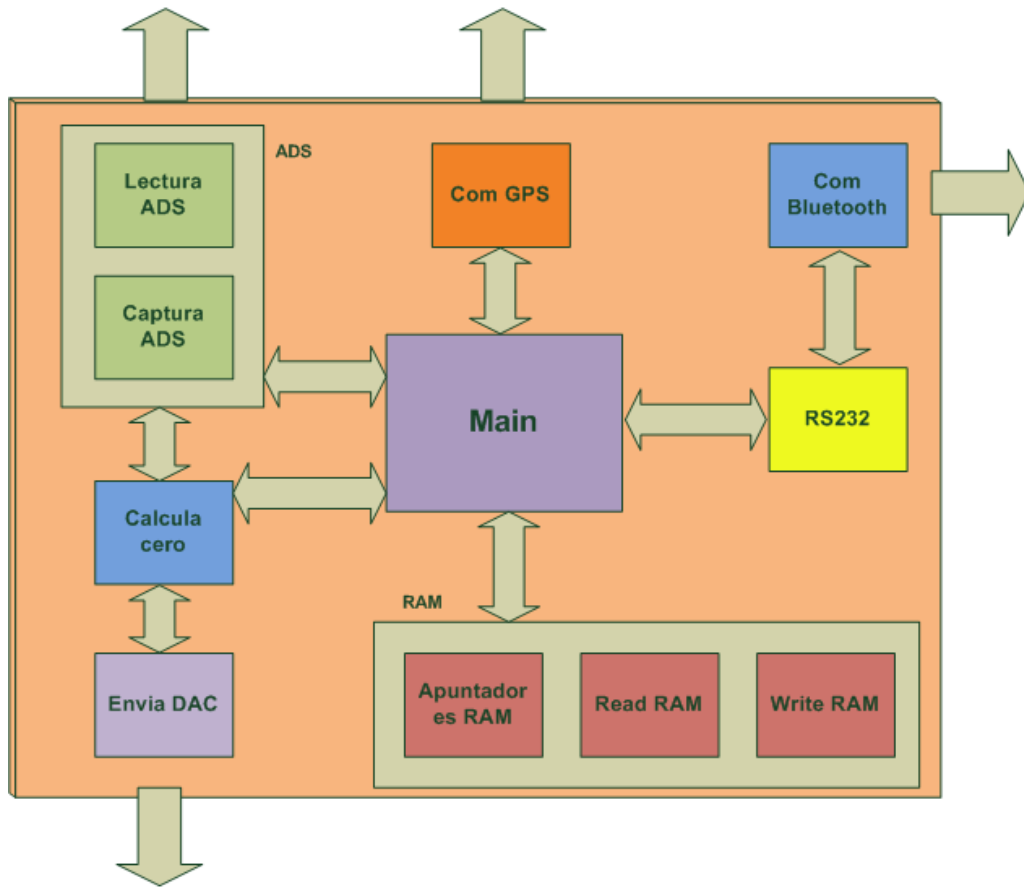 ADS
Lectura
ADS
Captura
ADS
Com GPS
Com
Bluetooth
Main
RS232
Calcula
cero
Envia DAC
RAM
Apuntador
es RAM
Read RAM
Write RAM